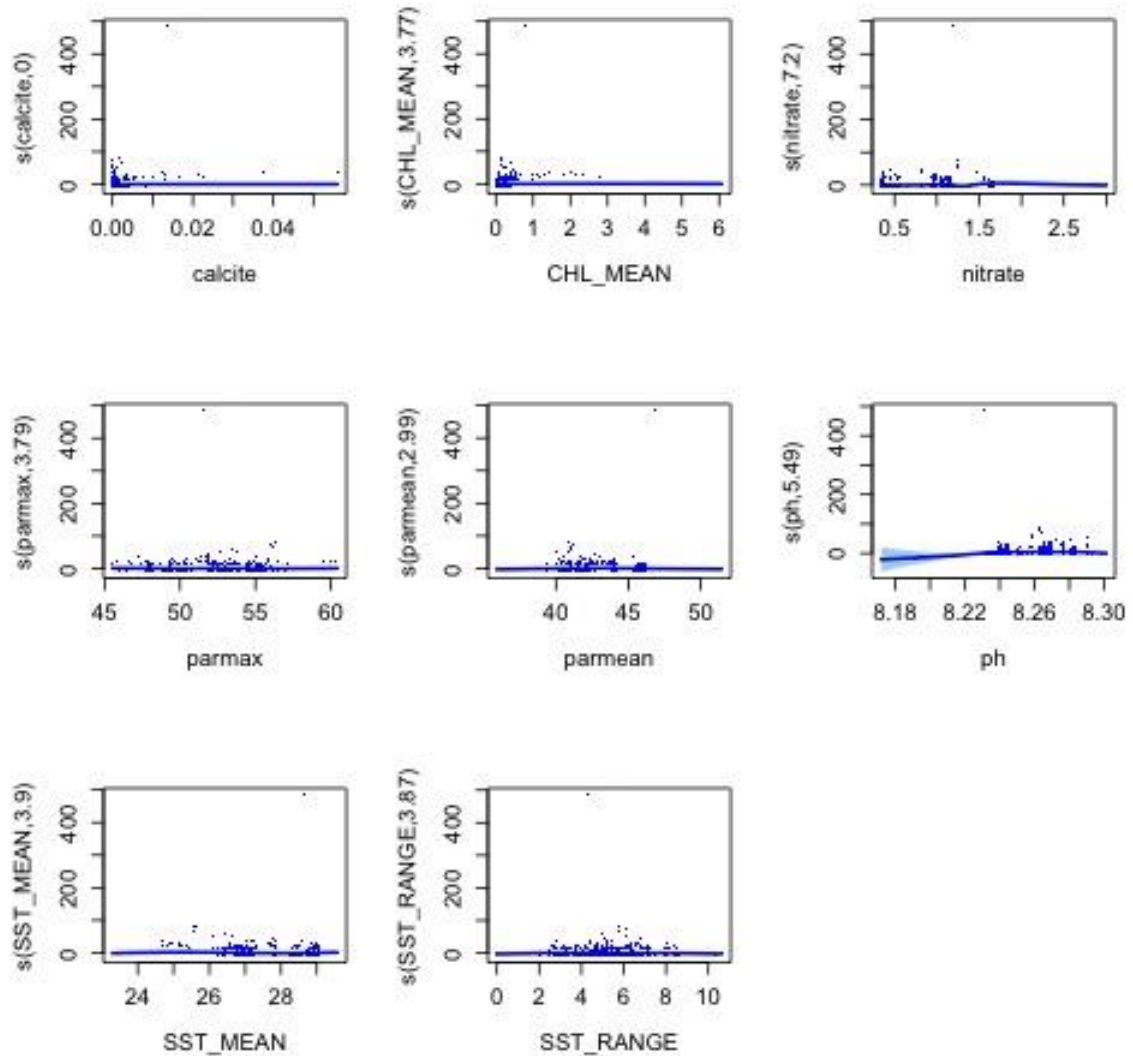 s(calcite,0)
0 200 400
0.00 0.02 0.04
calcite
s(CHL_MEAN,3.77)
0 200 400
0 1 2 3 4 5 6
CHL_MEAN
s(nitrate,7.2)
0 200 400
0.5 1.0 1.5 2.5
nitrate
s(parmax,3.79)
0 200 400
45 50 55 60
parmax
s(parmean,2.99)
0 200 400
40 45 50
parmean
s(ph,5.49)
0 200 400
8.18 8.22 8.26 8.30
ph
s(SST_MEAN,3.9)
0 200 400
24 26 28
SST_MEAN
s(SST_RANGE,3.87)
0 200 400
0 2 4 6 8 10
SST_RANGE